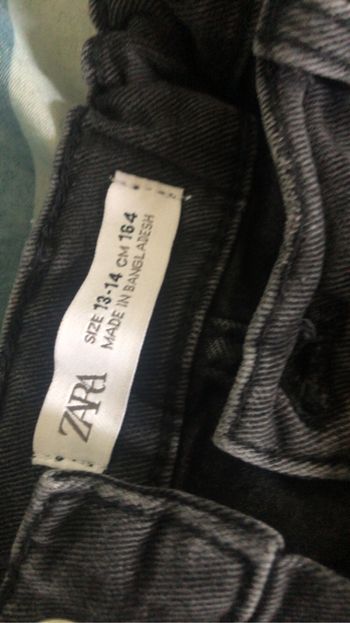 ZARA
SIZE 13-14 CM 164
MADE IN BANGLADESH